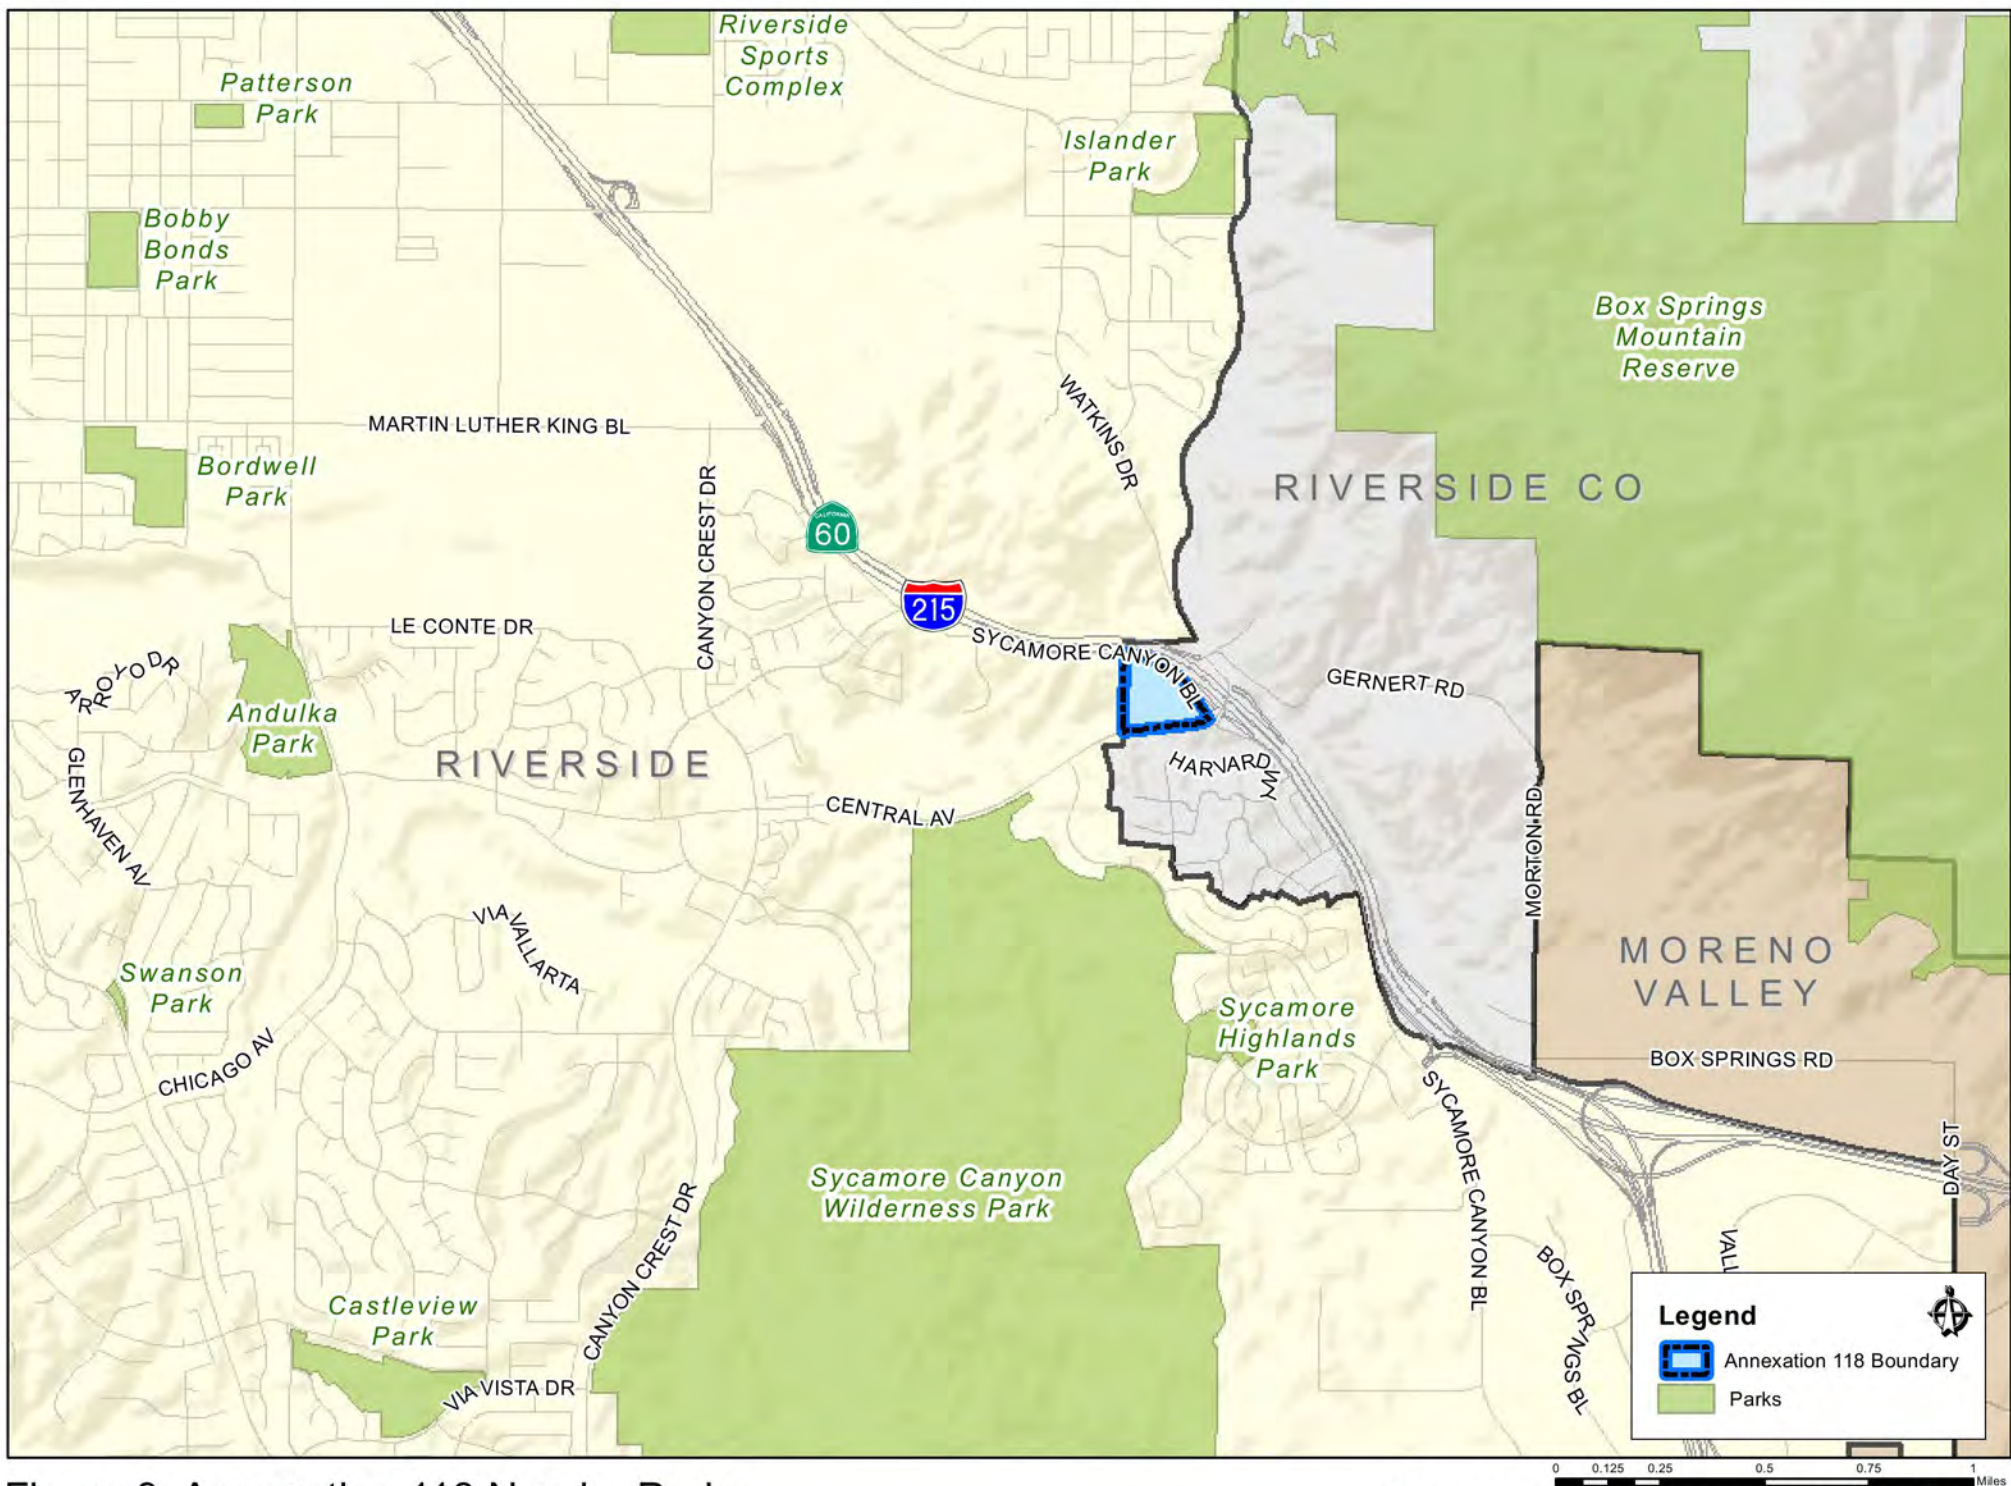 Riverside
Sports
Complex
Patterson
Park
Islander
Park
Bobby
Bonds
Park
Box Springs
Mountain
Reserve
WATKINS DR
MARTIN LUTHER KING BL
Bordwell
Park
CANYON CREST DR
RIVERSIDE CO
CALIFORNIA
60
215
LE CONTE DR
SYCAMORE CANYON BL
ARROYO DR
GERNERT RD
Andulka
Park
RIVERSIDE
HARVARD WY
GLENHAVEN AV
CENTRAL AV
MORTON RD
VIA VALLARTA
MORENO
VALLEY
Swanson
Park
Sycamore
Highlands
Park
CHICAGO AV
BOX SPRINGS RD
SYCAMORE CANYON BL
DAY ST
Sycamore Canyon
Wilderness Park
CANYON CREST DR
BOX SPRINGS BL
VALL
Castleview
Park
VIA VISTA DR
Legend
Annexation 118 Boundary
Parks
0 0.125 0.25 0.5 0.75 1
Miles